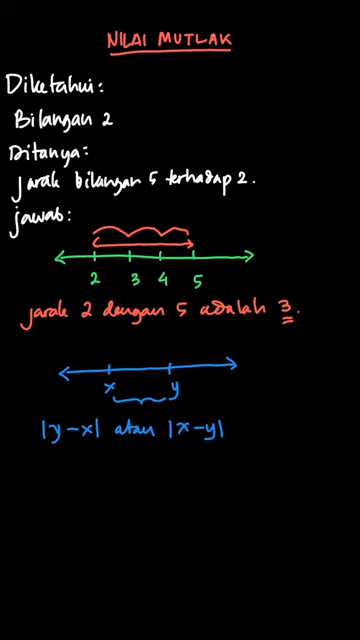 NILAI MUTLAK
Diketahui:
Bilangan 2
Ditanya:
Jarak bilangan 5 terhadap 2.
Jawab:
2 3 4 5
Jarak 2 dengan 5 adalah 3.
x y
|y-x| atau |x-y|